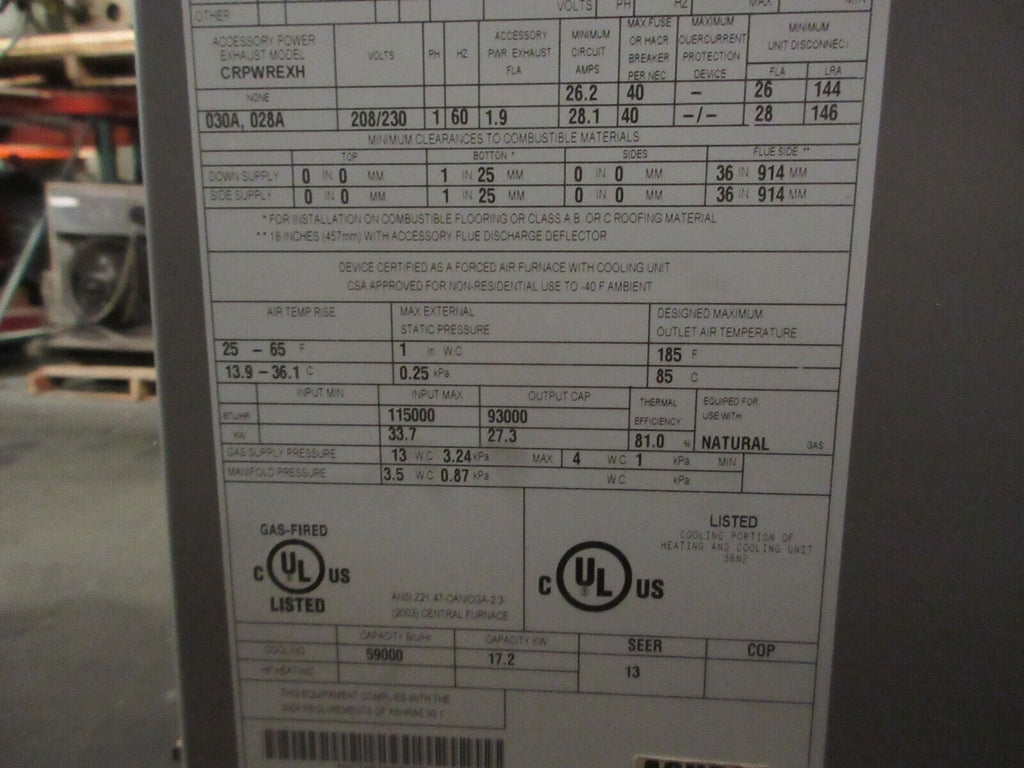 OTHER VOLTS PH HZ MAX MIN
ACCESSORY POWER EXHAUST MODEL CRPWREXH VOLTS PH HZ ACCESSORY PWR EXHAUST FLA MINIMUM CIRCUIT AMPS MAX FUSE OR HACR BREAKER PER NEC MAXIMUM OVERCURRENT PROTECTION DEVICE MINIMUM UNIT DISCONNECT FLA LRA
NONE 26.2 40 – 26 144
030A, 028A 208/230 1 60 1.9 28.1 40 –/– 28 146
MINIMUM CLEARANCES TO COMBUSTIBLE MATERIALS
TOP BOTTON * SIDES FLUE SIDE **
DOWN SUPPLY 0 IN 0 MM 1 IN 25 MM 0 IN 0 MM 36 IN 914 MM
SIDE SUPPLY 0 IN 0 MM 1 IN 25 MM 0 IN 0 MM 36 IN 914 MM
* FOR INSTALLATION ON COMBUSTIBLE FLOORING OR CLASS A.B. OR C ROOFING MATERIAL
** 18 INCHES (457mm) WITH ACCESSORY FLUE DISCHARGE DEFLECTOR
DEVICE CERTIFIED AS A FORCED AIR FURNACE WITH COOLING UNIT
CSA APPROVED FOR NON-RESIDENTIAL USE TO -40 F AMBIENT
AIR TEMP RISE MAX EXTERNAL STATIC PRESSURE DESIGNED MAXIMUM OUTLET AIR TEMPERATURE
25 – 65 F 1 in W.C 185 F
13.9 – 36.1 C 0.25 kPa 85 C
INPUT MIN INPUT MAX OUTPUT CAP THERMAL EFFICIENCY EQUIPED FOR USE WITH
BTU/HR 115000 93000
KW 33.7 27.3 81.0 % NATURAL GAS
GAS SUPPLY PRESSURE 13 W.C 3.24 kPa MAX 4 W.C 1 kPa MIN
MANIFOLD PRESSURE 3.5 W.C 0.87 kPa W.C kPa
GAS-FIRED
C UL US
LISTED
ANSI Z21.47-CAN/CGA-2.3
(2003) CENTRAL FURNACE
C UL US
LISTED
COOLING PORTION OF
HEATING AND COOLING UNIT
56N2
CAPACITY Btu/Hr CAPACITY KW SEER COP
COOLING 59000 17.2 13
HP HEATING
THIS EQUIPAMENT COMPLIES WITH THE
2004 REQUIREMENTS OF ASHRAE 90.1